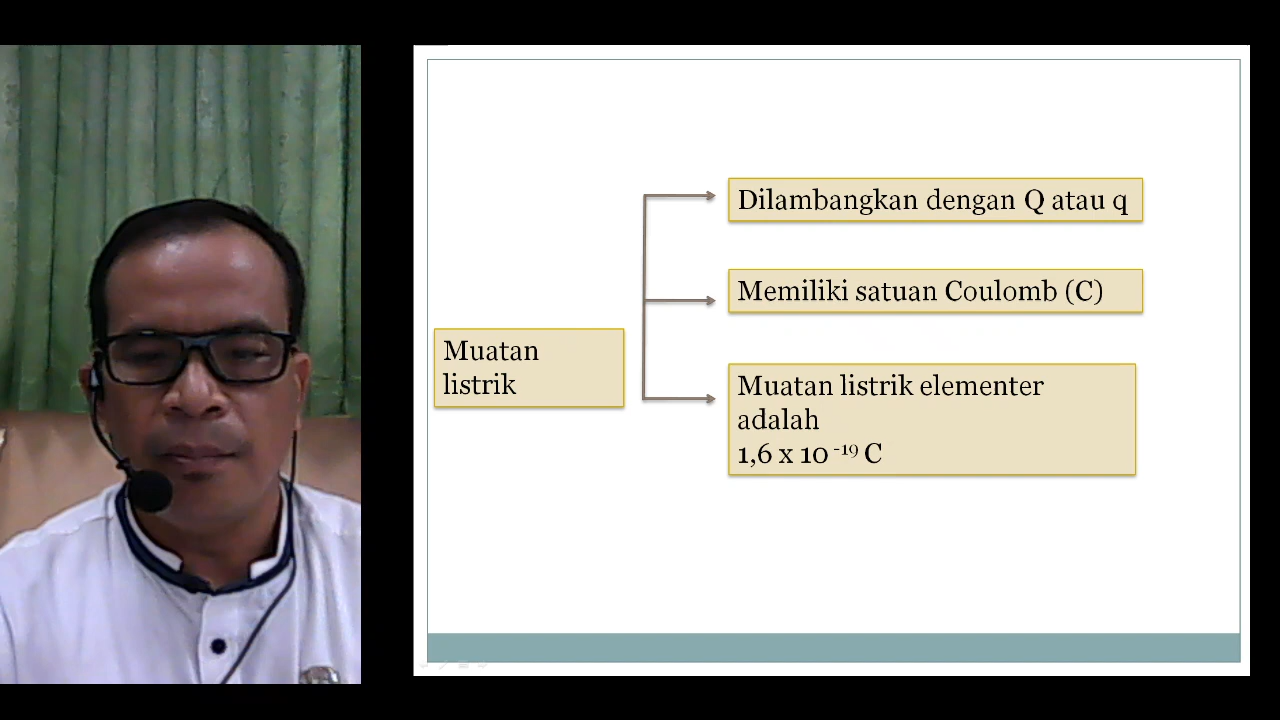 Muatan
listrik
Dilambangkan dengan Q atau q
Memiliki satuan Coulomb (C)
Muatan listrik elementer
adalah
1,6 x 10 ⁻¹⁹ C